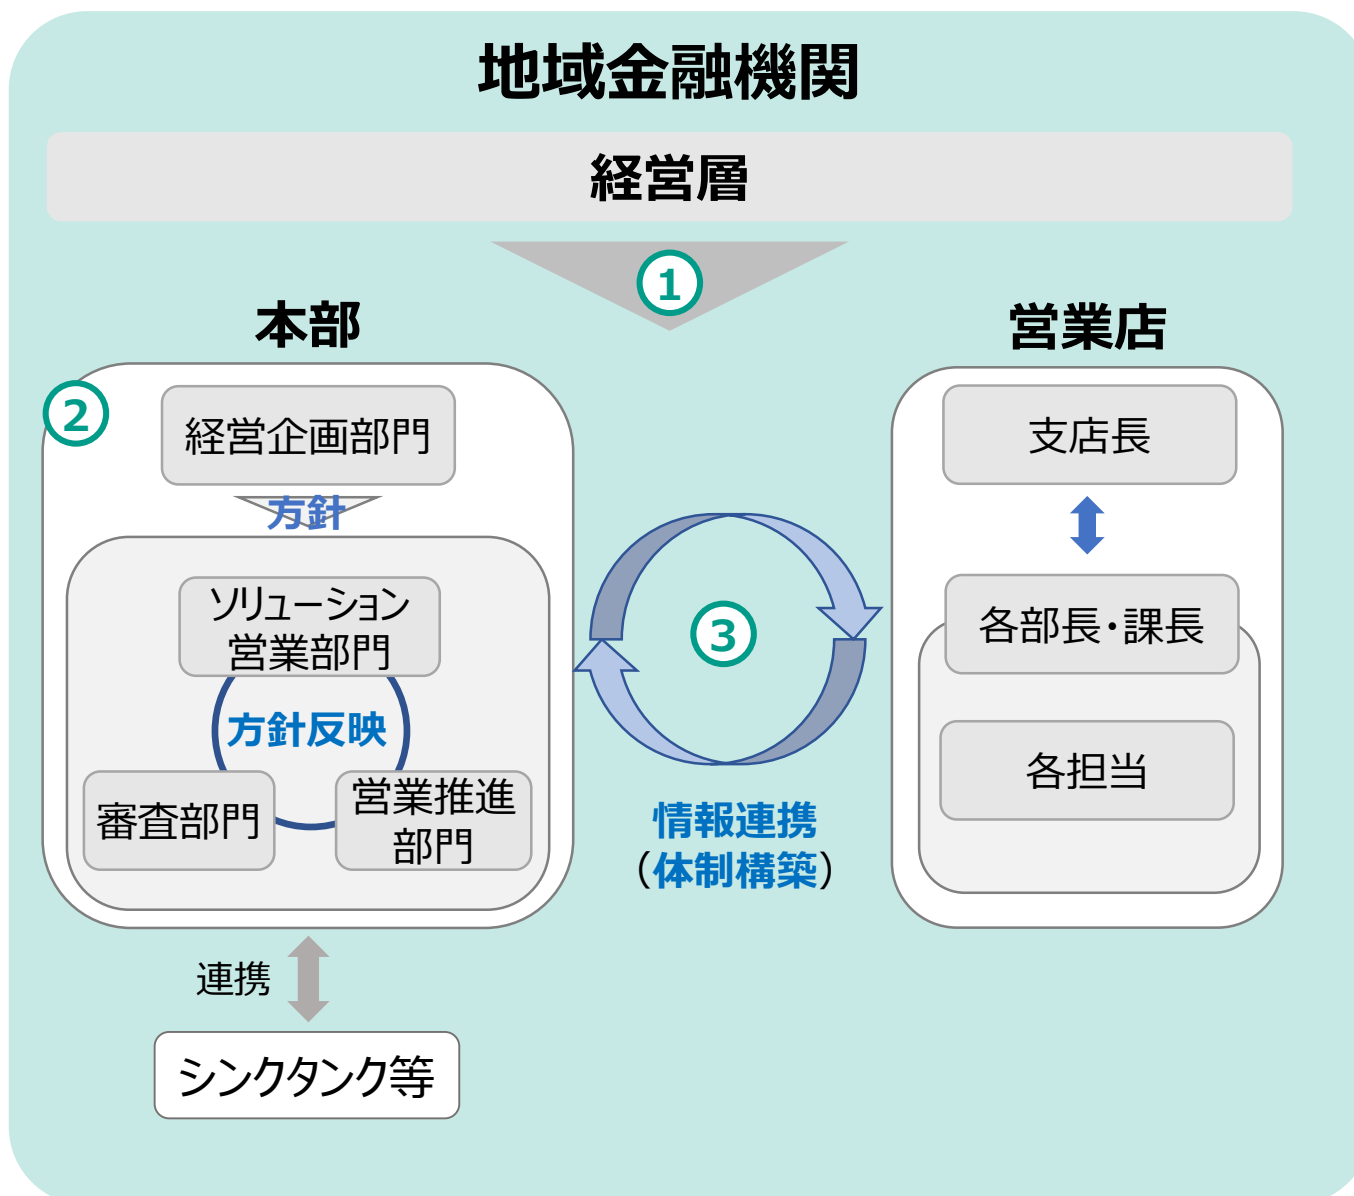 地域金融機関
経営層
1
本部
営業店
2
経営企画部門
方針
ソリューション
営業部門
方針反映
審査部門
営業推進
部門
3
情報連携
（体制構築）
支店長
各部長・課長
各担当
連携
シンクタンク等